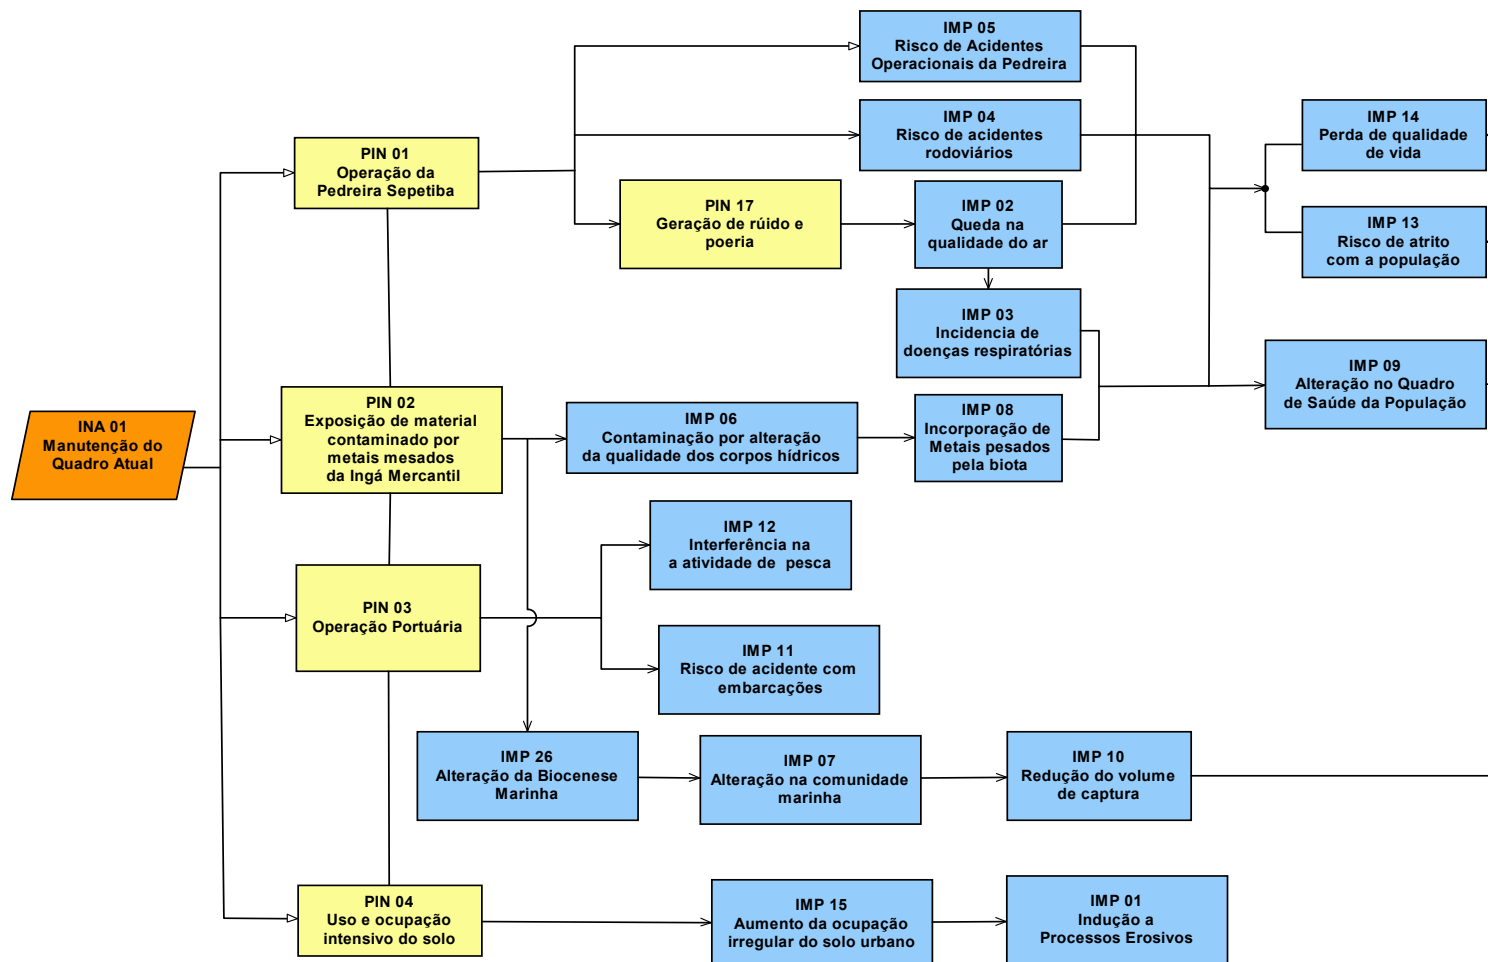 IMP 05
Risco de Acidentes
Operacionais da Pedreira
IMP 04
Risco de acidentes
rodoviários
IMP 14
Perda de qualidade
de vida
PIN 01
Operação da
Pedreira Sepetiba
PIN 17
Geração de rúido e
poeria
IMP 02
Queda na
qualidade do ar
IMP 13
Risco de atrito
com a população
IMP 03
Incidencia de
doenças respiratórias
IMP 09
Alteração no Quadro
de Saúde da População
INA 01
Manutenção do
Quadro Atual
PIN 02
Exposição de material
contaminado por
metais mesados
da Ingá Mercantil
IMP 06
Contaminação por alteração
da qualidade dos corpos hídricos
IMP 08
Incorporação de
Metais pesados
pela biota
IMP 12
Interferência na
a atividade de pesca
PIN 03
Operação Portuária
IMP 11
Risco de acidente com
embarcações
IMP 26
Alteração da Biocenese
Marinha
IMP 07
Alteração na comunidade
marinha
IMP 10
Redução do volume
de captura
PIN 04
Uso e ocupação
intensivo do solo
IMP 15
Aumento da ocupação
irregular do solo urbano
IMP 01
Indução a
Processos Erosivos